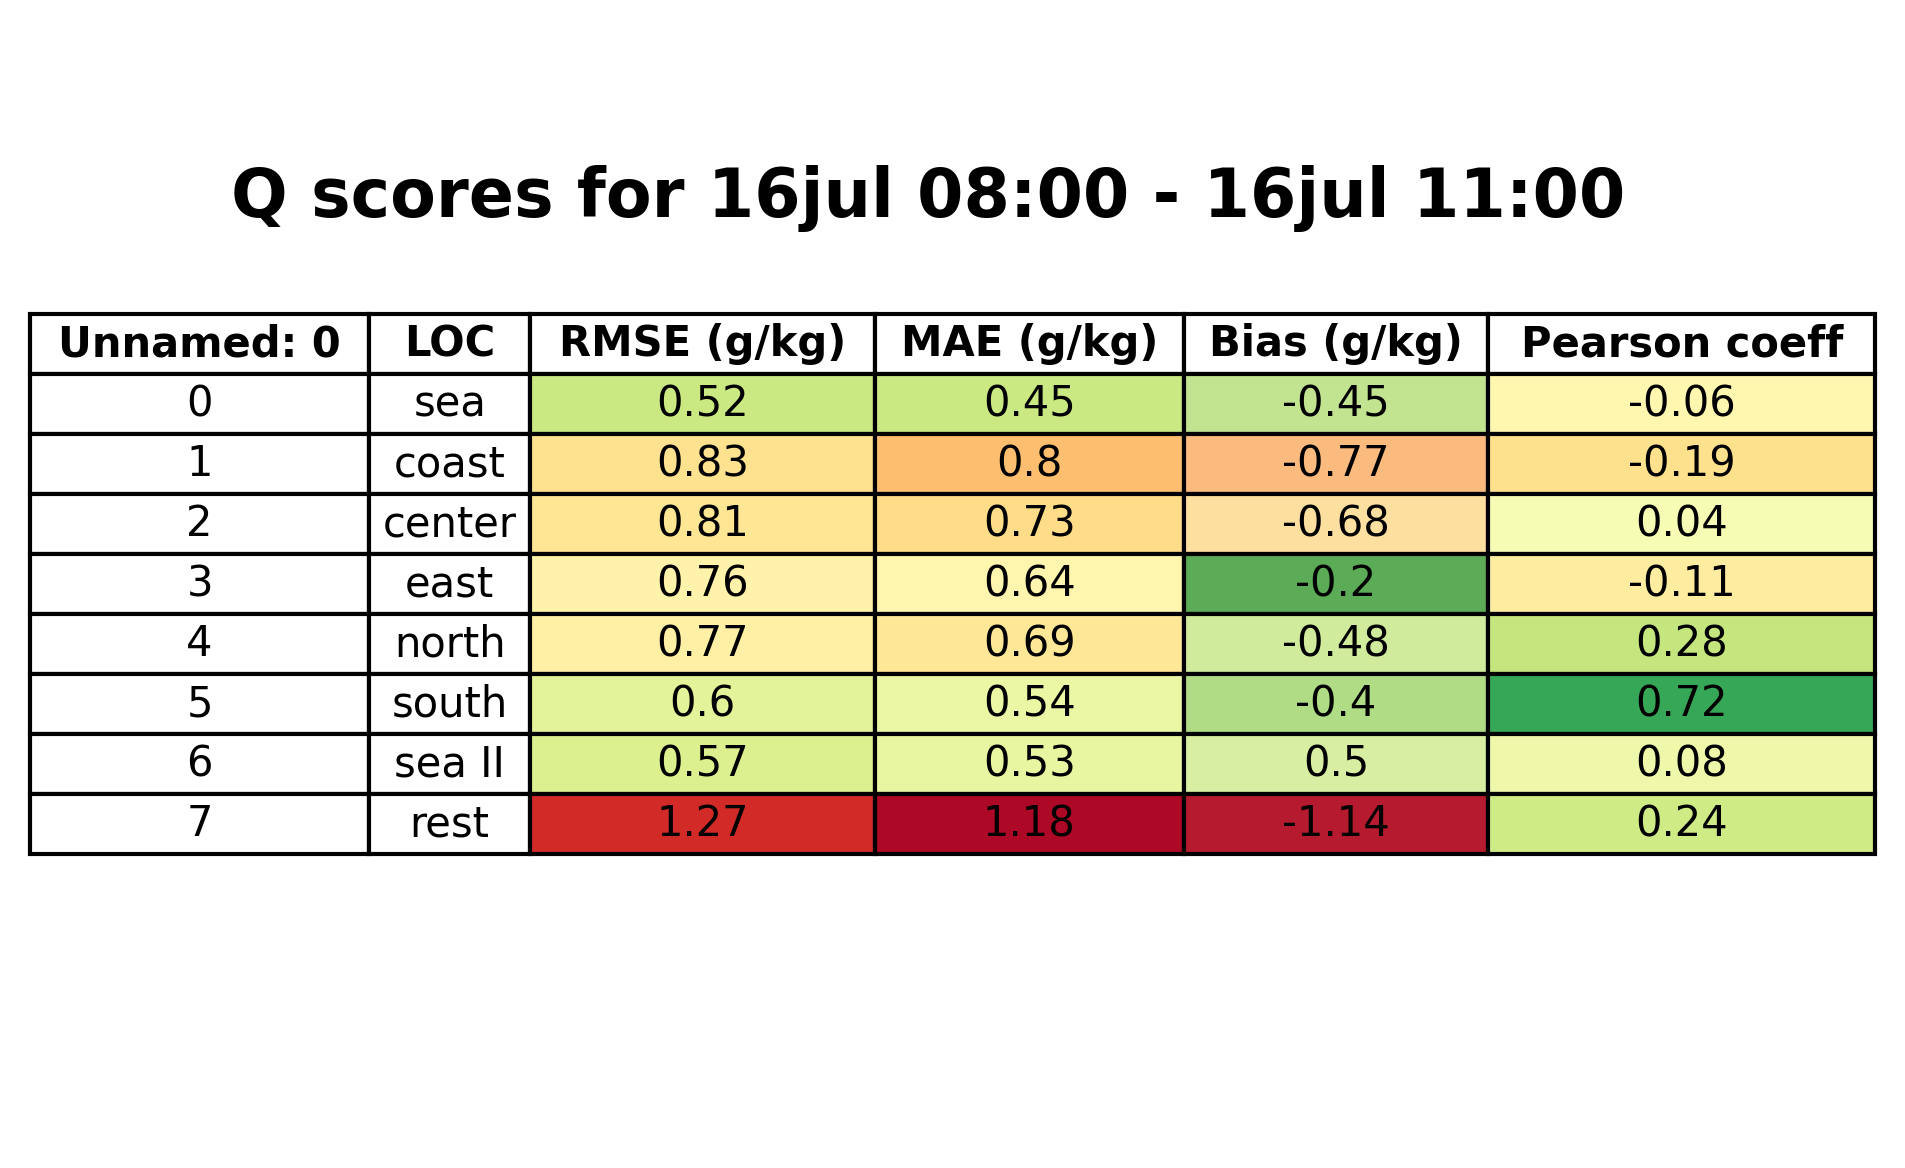 Q scores for 16jul 08:00 - 16jul 11:00
Unnamed: 0 LOC RMSE (g/kg) MAE (g/kg) Bias (g/kg) Pearson coeff
0 sea 0.52 0.45 -0.45 -0.06
1 coast 0.83 0.8 -0.77 -0.19
2 center 0.81 0.73 -0.68 0.04
3 east 0.76 0.64 -0.2 -0.11
4 north 0.77 0.69 -0.48 0.28
5 south 0.6 0.54 -0.4 0.72
6 sea II 0.57 0.53 0.5 0.08
7 rest 1.27 1.18 -1.14 0.24